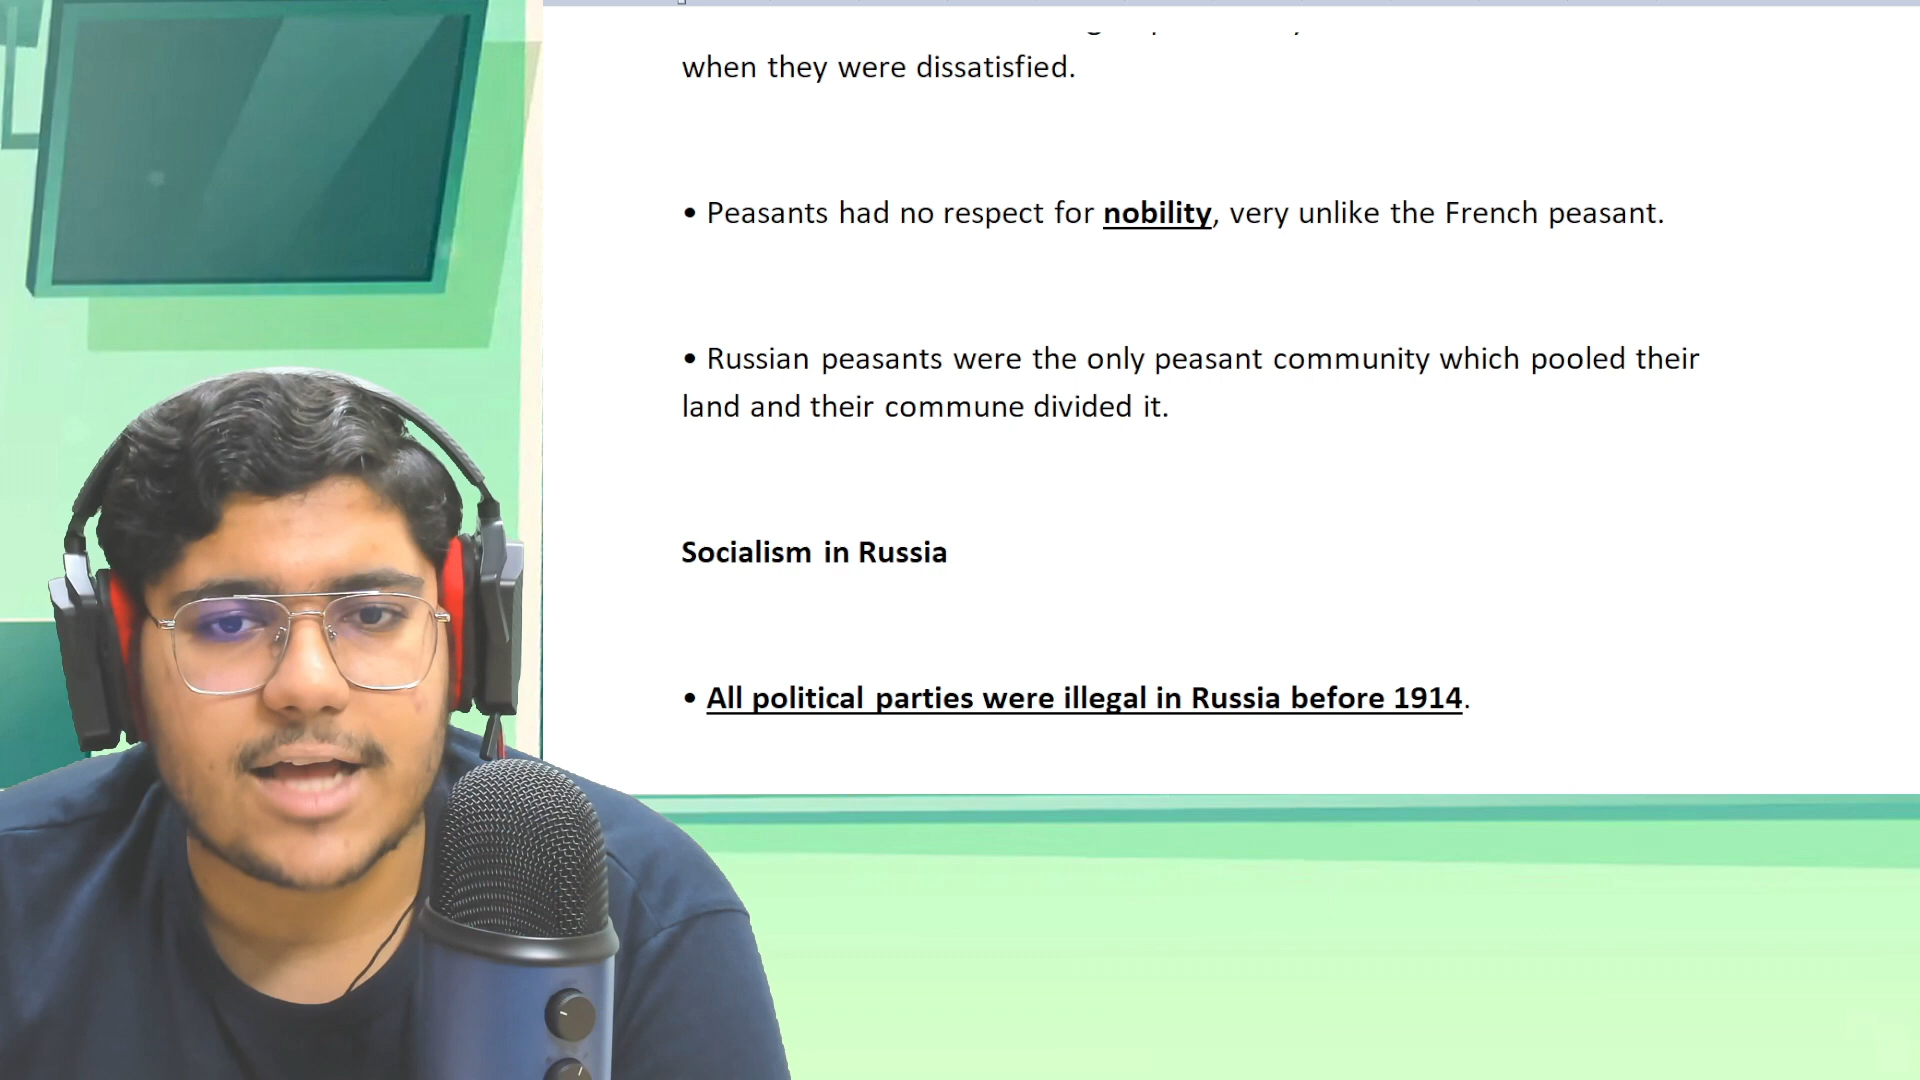 when they were dissatisfied.
• Peasants had no respect for nobility, very unlike the French peasant.
• Russian peasants were the only peasant community which pooled their
land and their commune divided it.
Socialism in Russia
• All political parties were illegal in Russia before 1914.